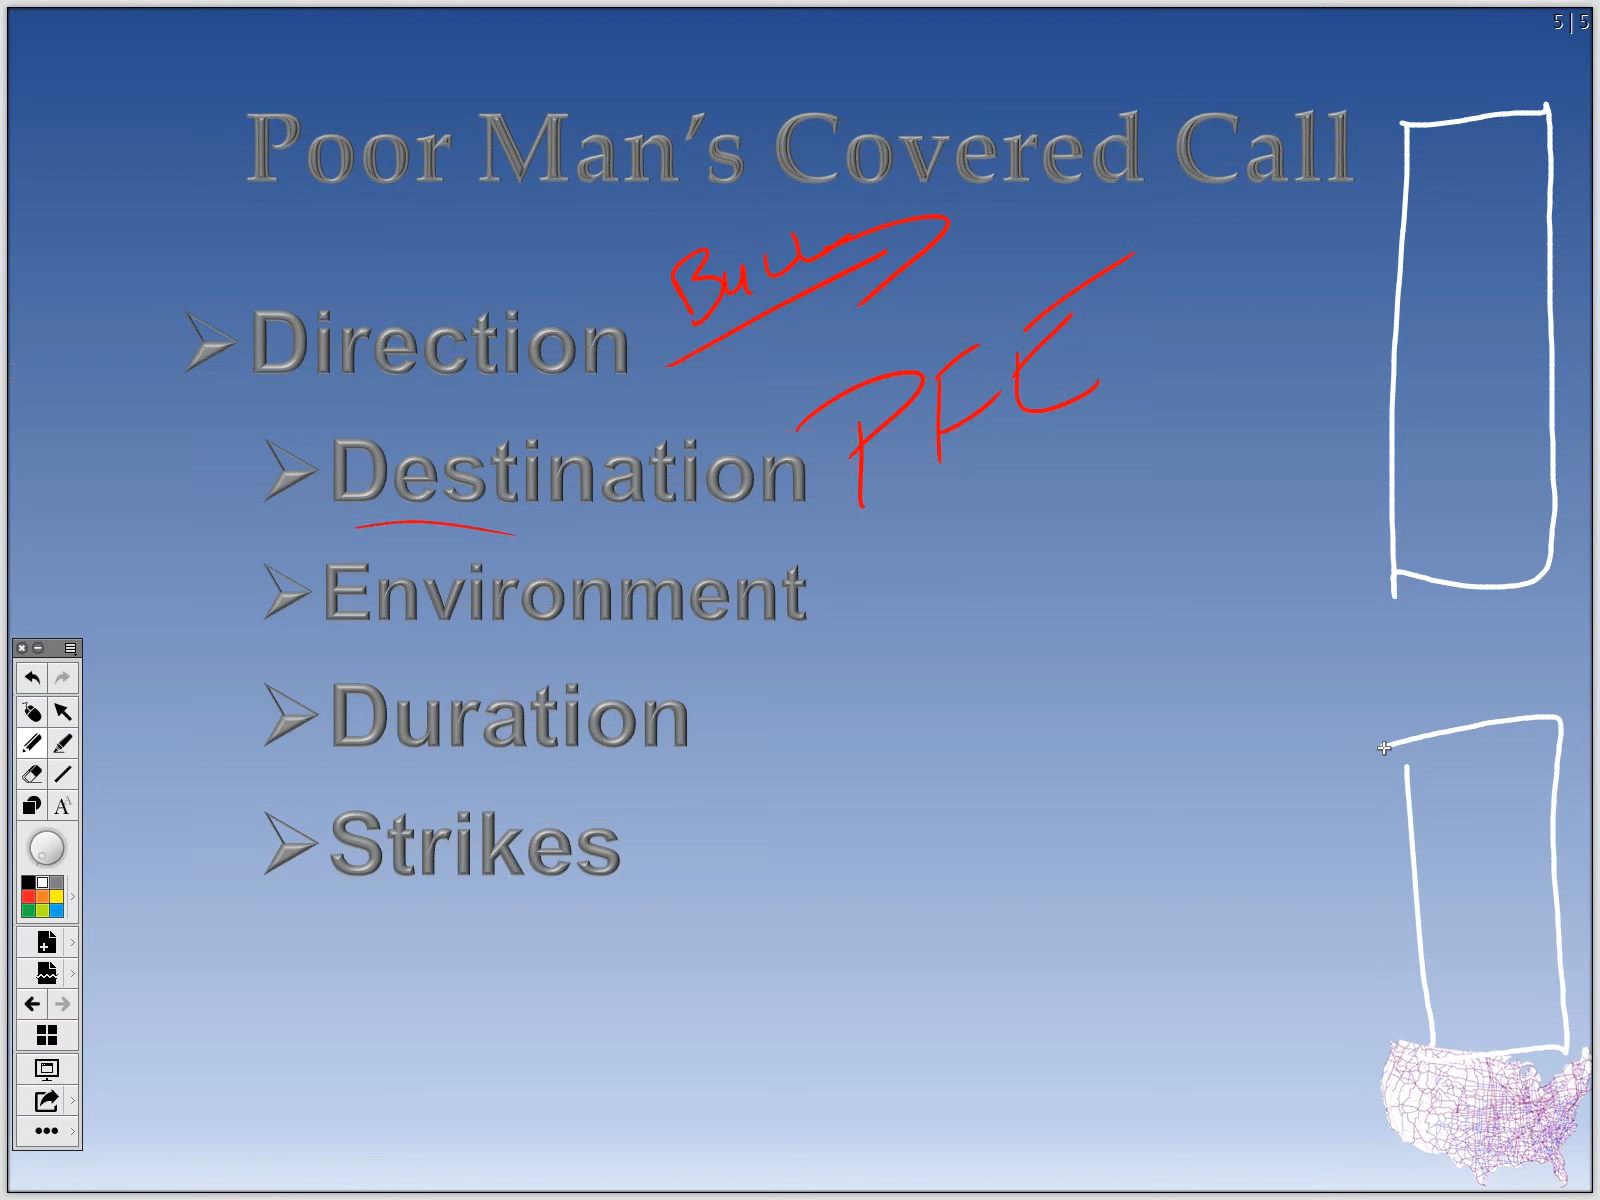 5|5
Poor Man's Covered Call
Bull
➢Direction
PFE
➢Destination
➢Environment
➢Duration
➢Strikes